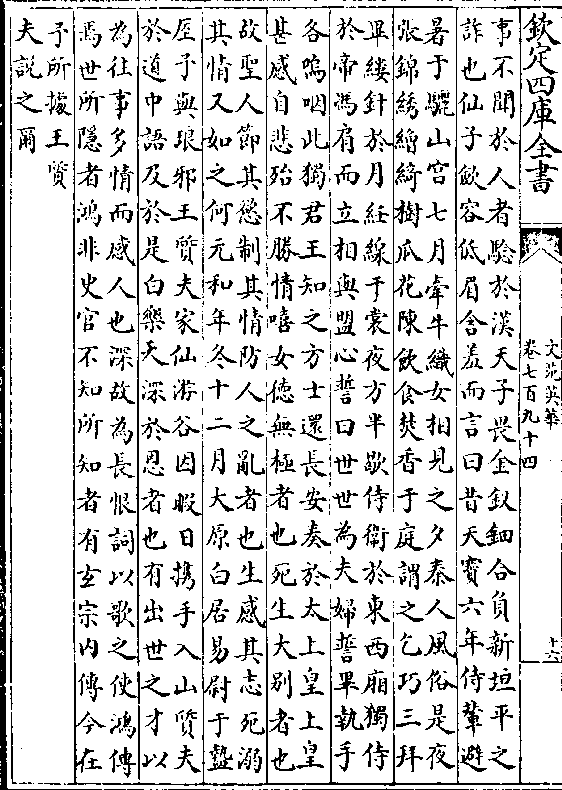 欽定四庫全書
文苑英華
卷七百九十四
十六
事不聞於人者驗於漢天子畏金釵鈿合負新垣平之
詐也仙子歛容低眉含羞而言曰昔天寶六年侍輦避
暑于驪山宫七月牽牛織女相見之夕秦人風俗是夜
張錦綉繒綺樹瓜花陳飲食焚香于庭謂之乞巧三拜
畢縷針於月紝線于裳夜方半歇侍衛於東西廂獨侍
於帝慿肩而立相與盟心誓曰世世為夫婦誓畢執手
各嗚咽此獨君王知之方士還長安奏於太上皇上皇
甚感自悲殆不勝情嘻女徳無極者也死生大别者也
故聖人節其慾制其情防人之亂者也生感其志死溺
其情又如之何元和年冬十二月大原白居易尉于盩
厔予與琅邪王質夫家仙游谷因暇日携手入山質夫
於道中語及於是白樂天深於恩者也有出世之才以
為往事多情而感人也深故為長恨詞以歌之使鴻傳
焉世所隱者鴻非史官不知所知者有玄宗内傳今在
予所據王質
夫說之爾